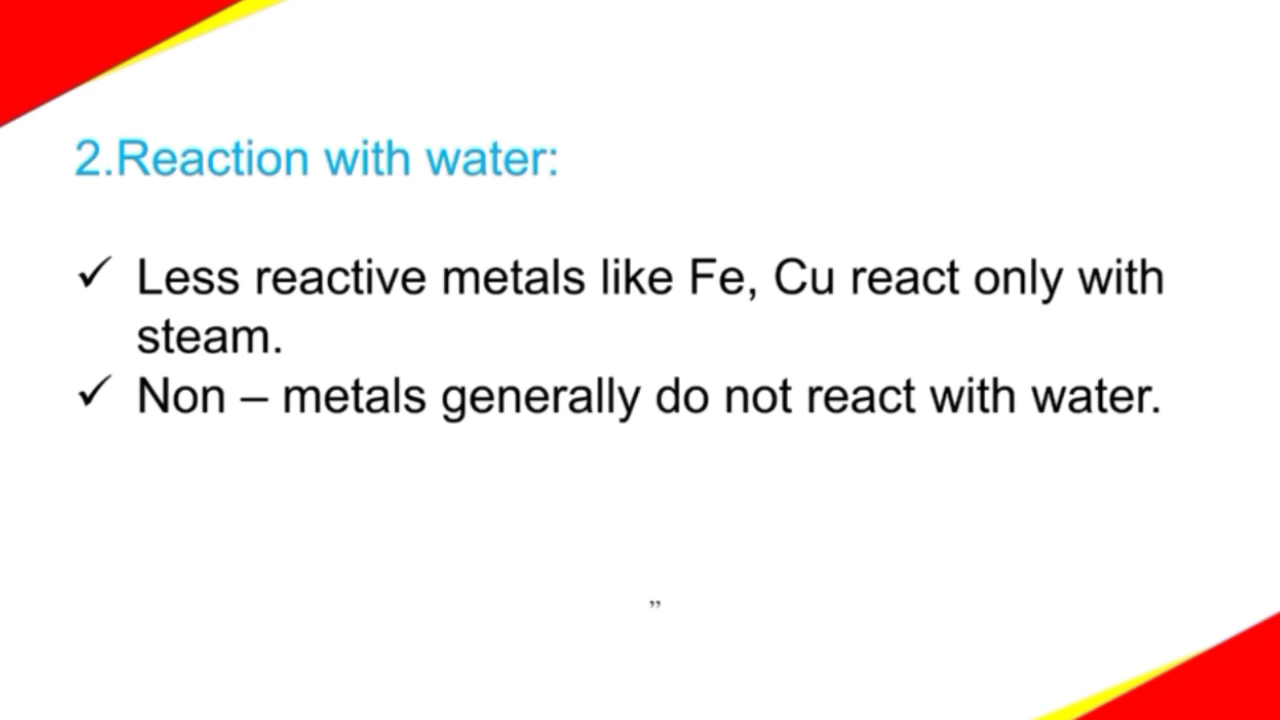 2.Reaction with water:
✓ Less reactive metals like Fe, Cu react only with
steam.
✓ Non – metals generally do not react with water.
”